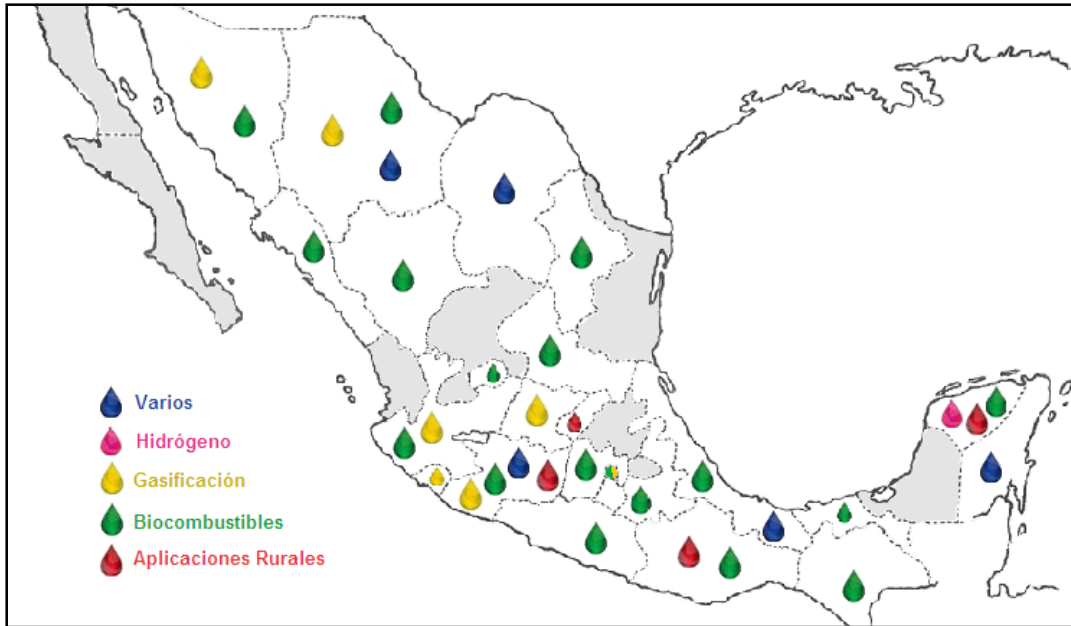 Varios
Hidrógeno
Gasificación
Biocombustibles
Aplicaciones Rurales